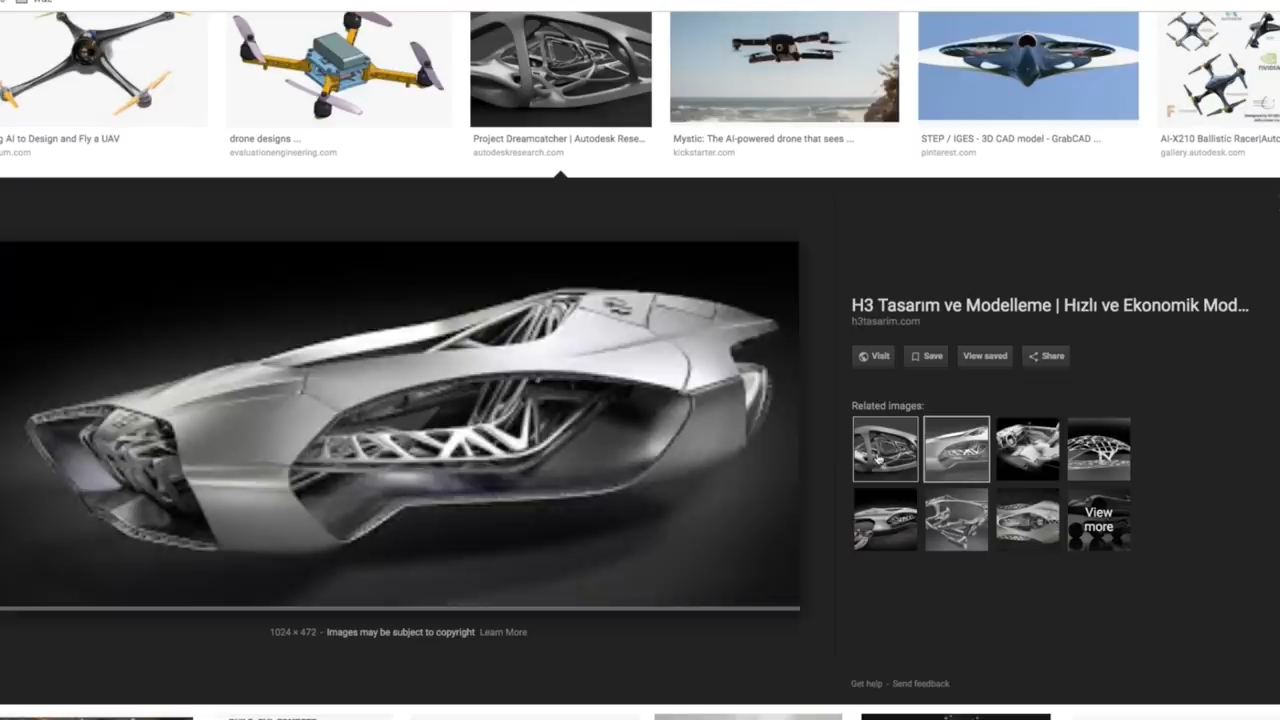 g AI to Design and Fly a UAV
um.com
drone designs ...
evaluationengineering.com
Project Dreamcatcher | Autodesk Rese...
autodeskresearch.com
Mystic: The AI-powered drone that sees ...
kickstarter.com
STEP / IGES - 3D CAD model - GrabCAD ...
pinterest.com
AI-X210 Ballistic Racer|Auto
gallery.autodesk.com
H3 Tasarım ve Modelleme | Hızlı ve Ekonomik Mod...
h3tasarim.com
Visit
Save
View saved
Share
Related images:
View
more
1024 × 472 - Images may be subject to copyright Learn More
Get help - Send feedback